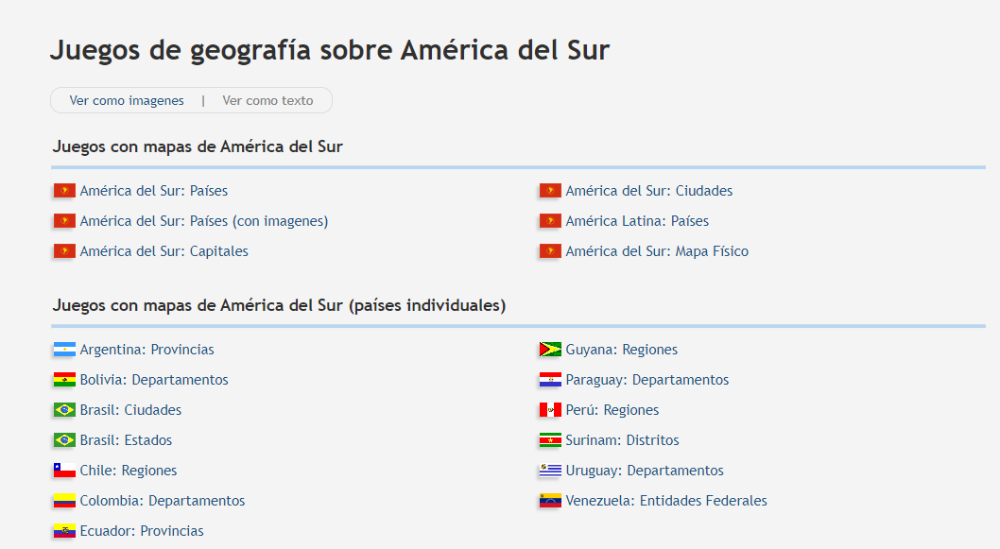 Juegos de geografía sobre América del Sur
Ver como imagenes | Ver como texto
Juegos con mapas de América del Sur
América del Sur: Países
América del Sur: Países (con imagenes)
América del Sur: Capitales
América del Sur: Ciudades
América Latina: Países
América del Sur: Mapa Físico
Juegos con mapas de América del Sur (países individuales)
Argentina: Provincias
Bolivia: Departamentos
Brasil: Ciudades
Brasil: Estados
Chile: Regiones
Colombia: Departamentos
Ecuador: Provincias
Guyana: Regiones
Paraguay: Departamentos
Perú: Regiones
Surinam: Distritos
Uruguay: Departamentos
Venezuela: Entidades Federales